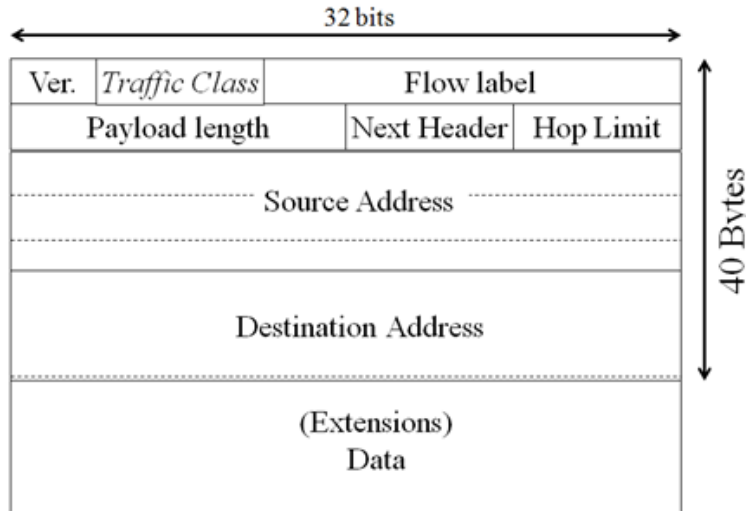 32 bits
Ver. Traffic Class Flow label
Payload length Next Header Hop Limit
Source Address
Destination Address
40 Bytes
(Extensions)
Data